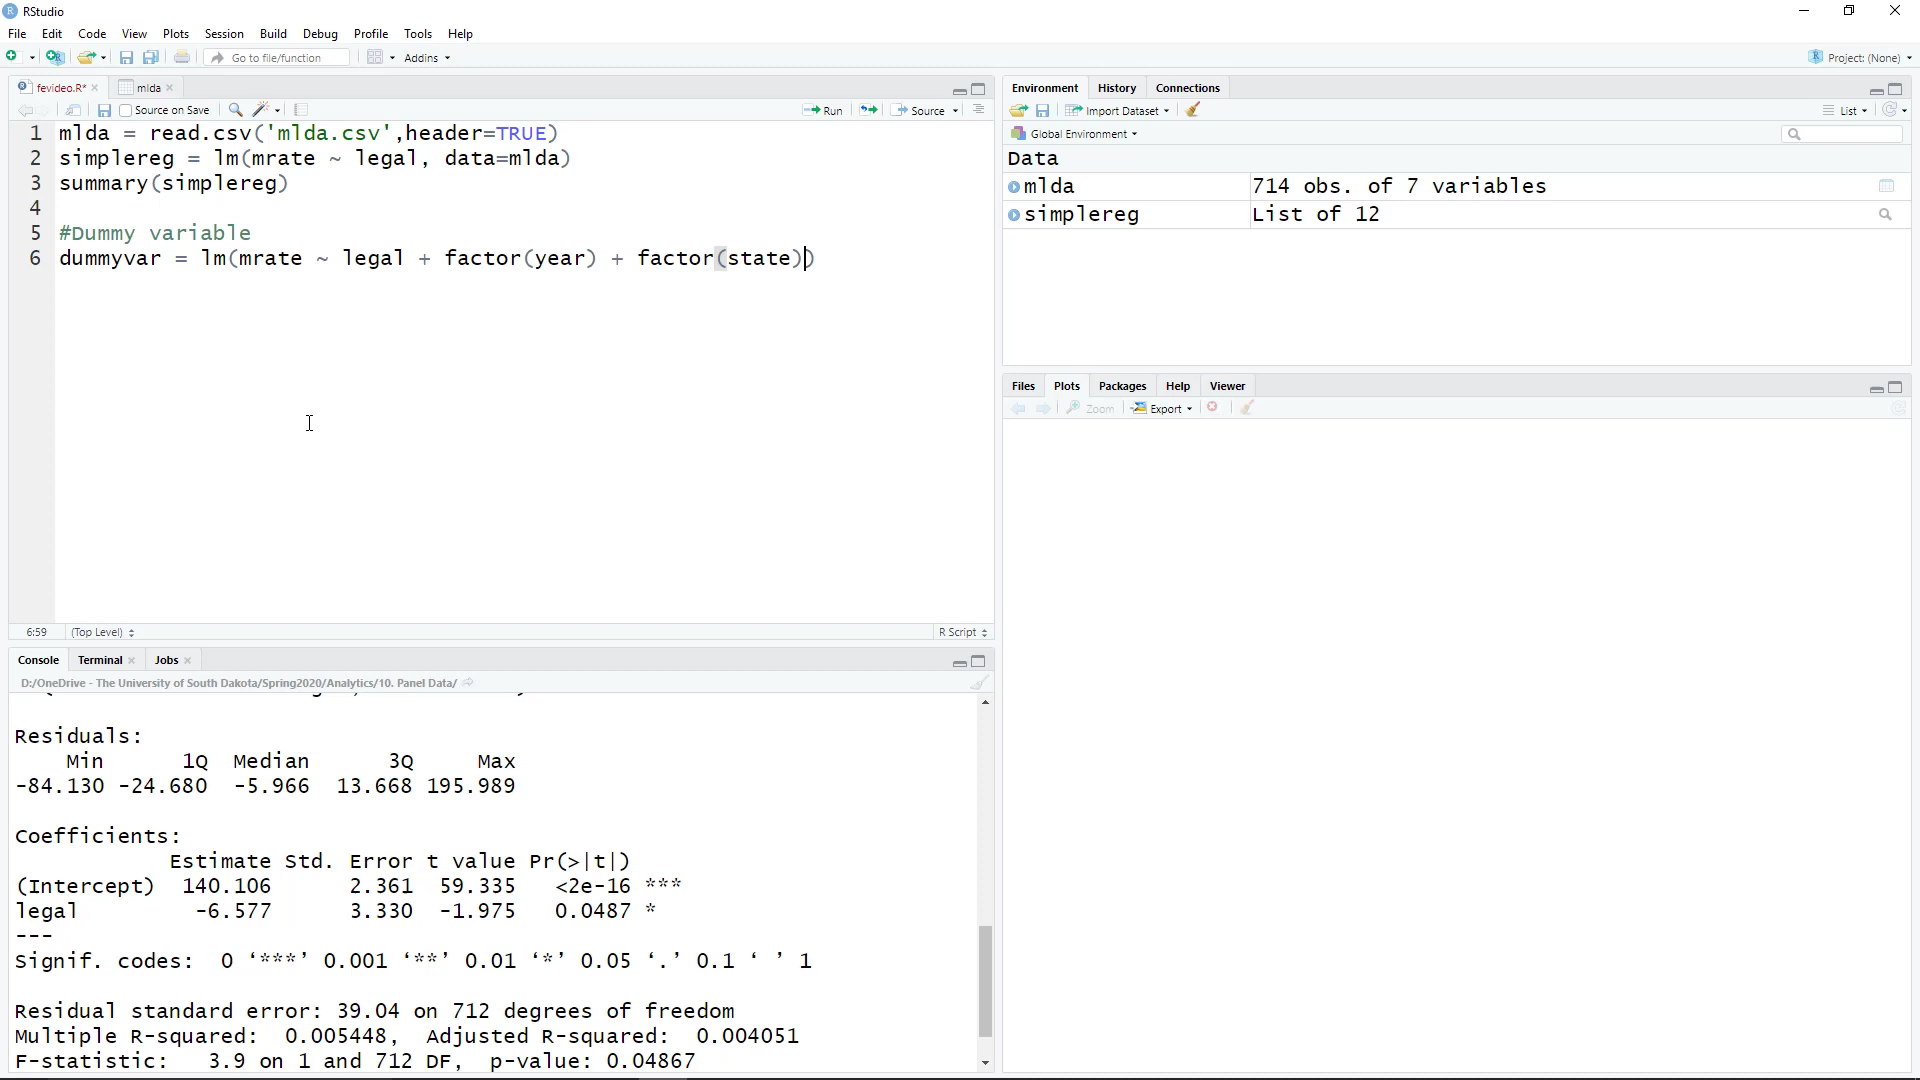 RStudio
File Edit Code View Plots Session Build Debug Profile Tools Help
Go to file/function Addins Project: (None)
fevideo.R* mlda
Source on Save Run Source
1 mlda = read.csv('mlda.csv',header=TRUE)
2 simplereg = lm(mrate ~ legal, data=mlda)
3 summary(simplereg)
4
5 #Dummy variable
6 dummyvar = lm(mrate ~ legal + factor(year) + factor(state))
6:59 (Top Level) R Script
Console Terminal Jobs
D:/OneDrive - The University of South Dakota/Spring2020/Analytics/10. Panel Data/
Residuals:
Min 1Q Median 3Q Max
-84.130 -24.680 -5.966 13.668 195.989
Coefficients:
Estimate Std. Error t value Pr(>|t|)
(Intercept) 140.106 2.361 59.335 <2e-16 ***
legal -6.577 3.330 -1.975 0.0487 *
---
Signif. codes: 0 ‘***’ 0.001 ‘**’ 0.01 ‘*’ 0.05 ‘.’ 0.1 ‘ ’ 1
Residual standard error: 39.04 on 712 degrees of freedom
Multiple R-squared: 0.005448, Adjusted R-squared: 0.004051
F-statistic: 3.9 on 1 and 712 DF, p-value: 0.04867
Environment History Connections
Import Dataset List
Global Environment
Data
mlda 714 obs. of 7 variables
simplereg List of 12
Files Plots Packages Help Viewer
Zoom Export